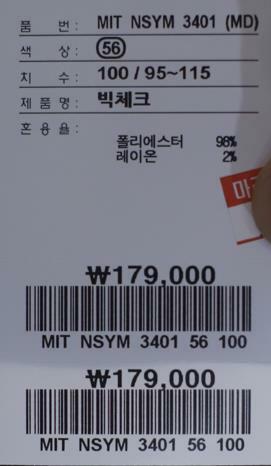 품 번: MIT NSYM 3401 (MD)
색 상: 56
치 수: 100 / 95~115
제 품 명: 빅체크
혼 용 율:
폴리에스터 98%
레이온 2%
마
₩179,000
MIT NSYM 3401 56 100
₩179,000
MIT NSYM 3401 56 100